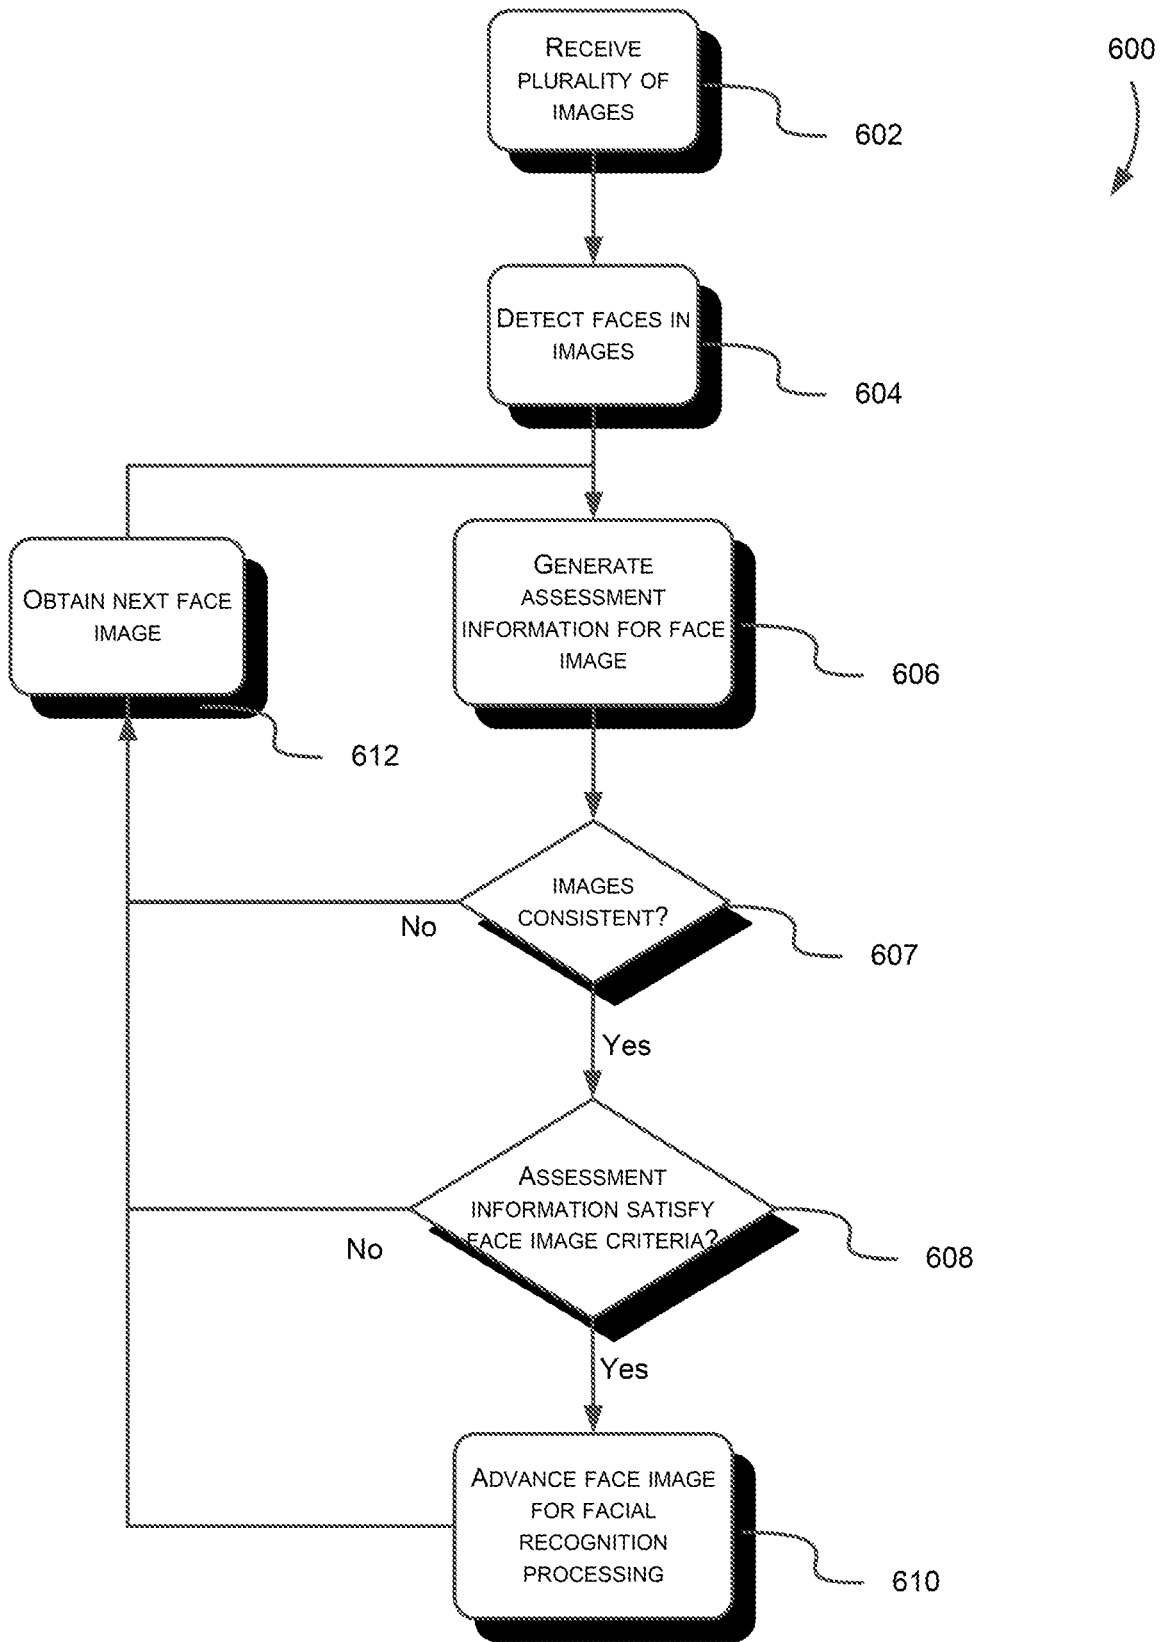 RECEIVE
PLURALITY OF
IMAGES
600
602
DETECT FACES IN
IMAGES
604
OBTAIN NEXT FACE
IMAGE
612
GENERATE
ASSESSMENT
INFORMATION FOR FACE
IMAGE
606
IMAGES
CONSISTENT?
No
607
Yes
ASSESSMENT
INFORMATION SATISFY
FACE IMAGE CRITERIA?
No
608
Yes
ADVANCE FACE IMAGE
FOR FACIAL
RECOGNITION
PROCESSING
610